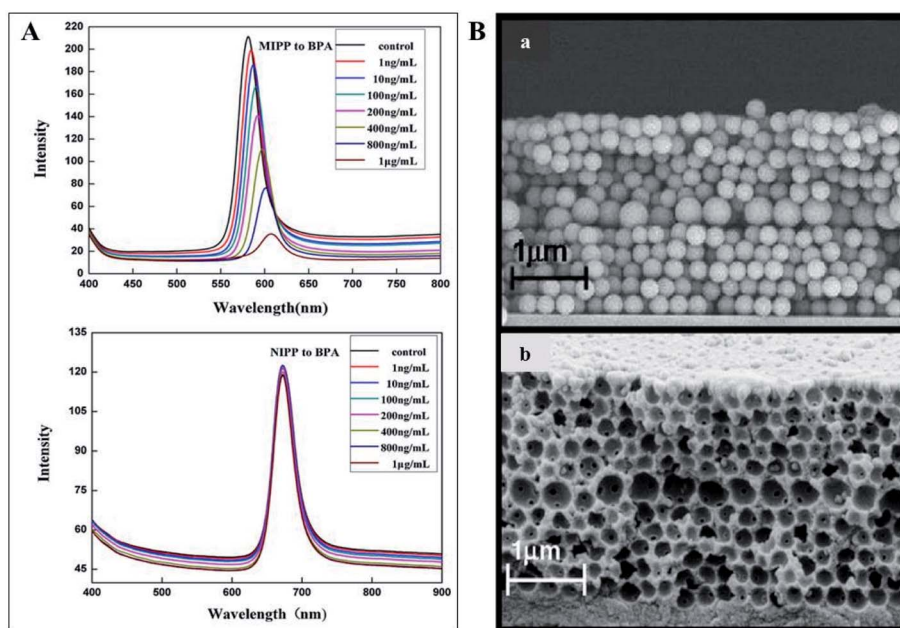 A
MIPP to BPA
control
1ng/mL
10ng/mL
100ng/mL
200ng/mL
400ng/mL
800ng/mL
1μg/mL
Intensity
220
200
180
160
140
120
100
80
60
40
20
0
400 450 500 550 600 650 700 750 800
Wavelength(nm)
NIPP to BPA
control
1ng/mL
10ng/mL
100ng/mL
200ng/mL
400ng/mL
800ng/mL
1μg/mL
Intensity
135
120
105
90
75
60
45
400 500 600 700 800 900
Wavelength (nm)
B
a
1μm
b
1μm